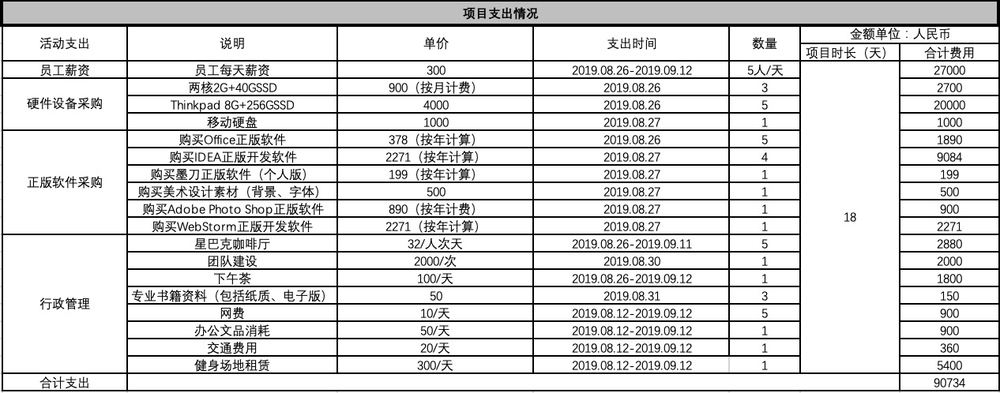 项目支出情况
活动支出 说明 单价 支出时间 数量 金额单位：人民币
项目时长（天） 合计费用
员工薪资 员工每天薪资 300 2019.08.26-2019.09.12 5人/天 18 27000
硬件设备采购 两核2G+40GSSD 900（按月计费） 2019.08.26 3 2700
Thinkpad 8G+256GSSD 4000 2019.08.26 5 20000
移动硬盘 1000 2019.08.27 1 1000
正版软件采购 购买Office正版软件 378（按年计算） 2019.08.26 5 1890
购买IDEA正版开发软件 2271（按年计算） 2019.08.27 4 9084
购买墨刀正版软件（个人版） 199（按年计算） 2019.08.27 1 199
购买美术设计素材（背景、字体） 500 2019.08.27 1 500
购买Adobe Photo Shop正版软件 890（按年计费） 2019.08.27 1 900
购买WebStorm正版开发软件 2271（按年计算） 2019.08.27 1 2271
行政管理 星巴克咖啡厅 32/人次天 2019.08.26-2019.09.11 5 2880
团队建设 2000/次 2019.08.30 1 2000
下午茶 100/天 2019.08.26-2019.09.12 1 1800
专业书籍资料（包括纸质、电子版） 50 2019.08.31 3 150
网费 10/天 2019.08.12-2019.09.12 5 900
办公文品消耗 50/天 2019.08.12-2019.09.12 1 900
交通费用 20/天 2019.08.12-2019.09.12 1 360
健身场地租赁 300/天 2019.08.12-2019.09.12 1 5400
合计支出 90734